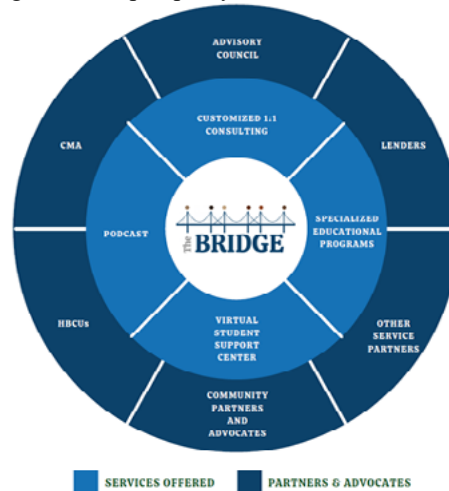 ADVISORY
COUNCIL
CUSTOMIZED 1:1
CONSULTING
CMA
LENDERS
PODCAST
The
BRIDGE
SPECIALIZED
EDUCATIONAL
PROGRAMS
HBCUs
VIRTUAL
STUDENT
SUPPORT
CENTER
OTHER
SERVICE
PARTNERS
COMMUNITY
PARTNERS
AND
ADVOCATES
SERVICES OFFERED
PARTNERS & ADVOCATES